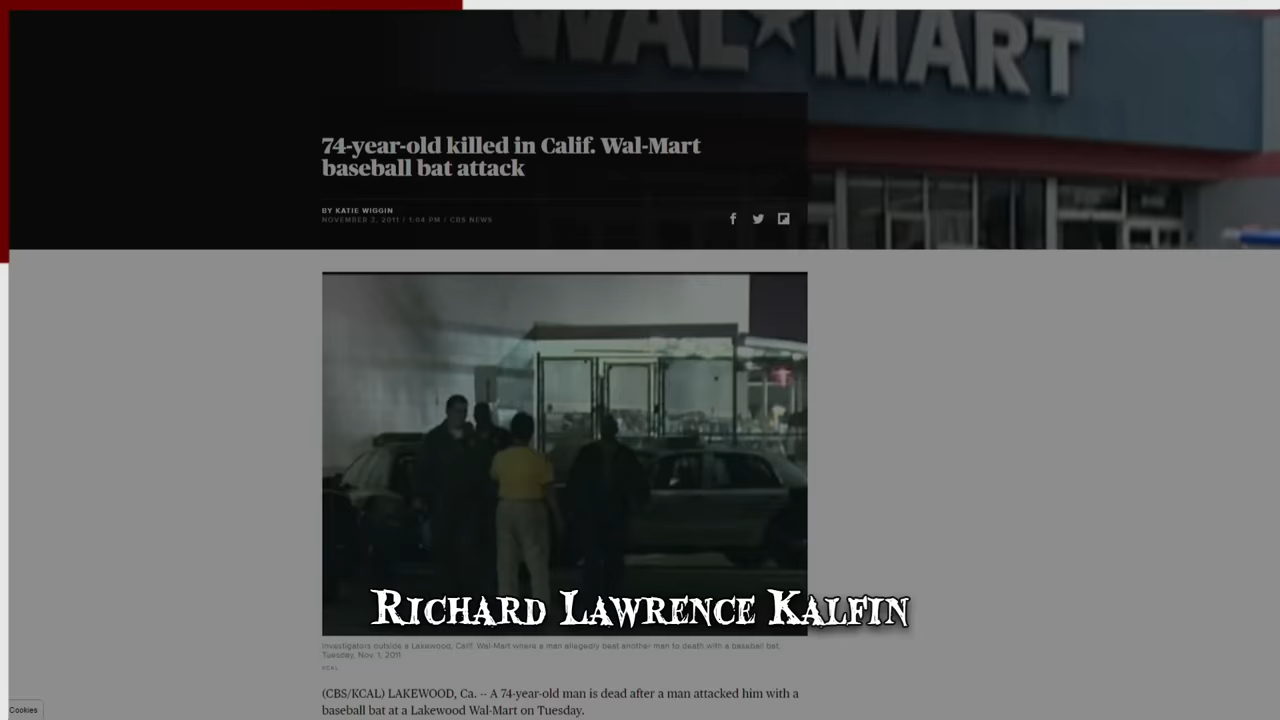 WAL★MART
74-year-old killed in Calif. Wal-Mart
baseball bat attack
BY KATIE WIGGIN
NOVEMBER 2, 2011 / 1:04 PM / CBS NEWS
RICHARD LAWRENCE KALFIN
Investigators outside a Lakewood, Calif. Wal-Mart where a man allegedly beat another man to death with a baseball bat,
Tuesday, Nov. 1, 2011
KCAL
(CBS/KCAL) LAKEWOOD, Ca. -- A 74-year-old man is dead after a man attacked him with a
baseball bat at a Lakewood Wal-Mart on Tuesday.
Cookies